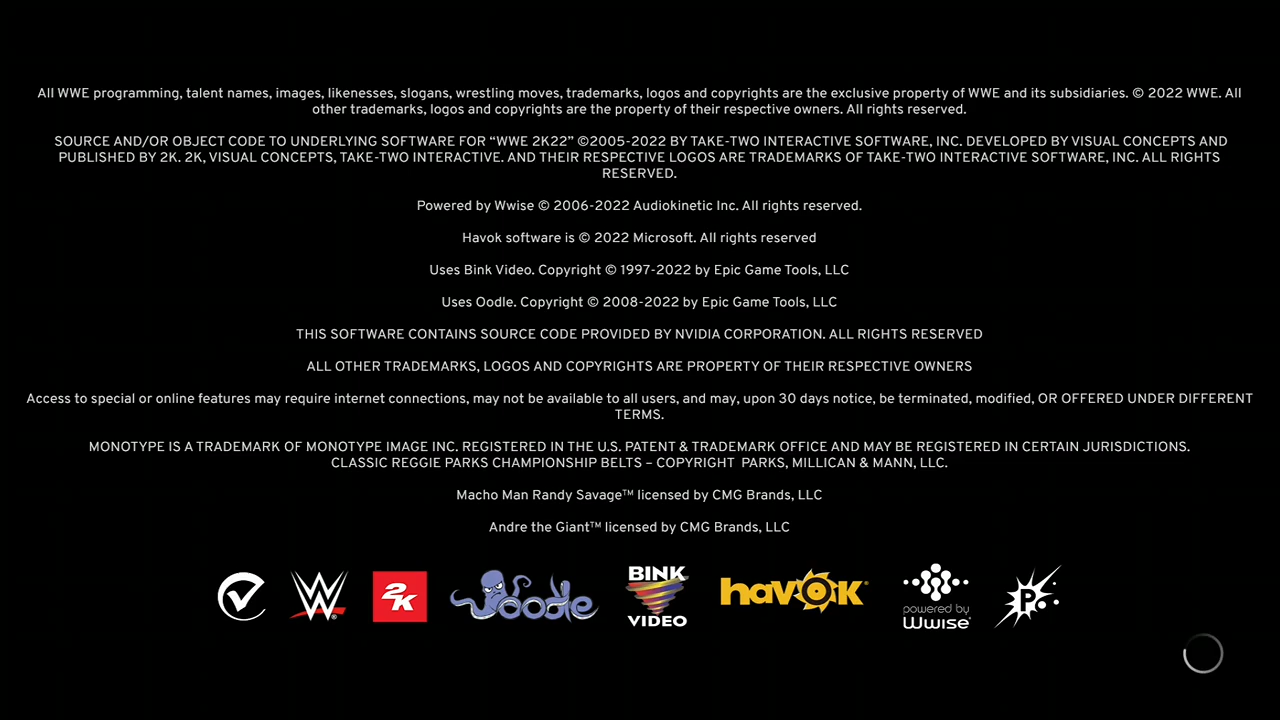 All WWE programming, talent names, images, likenesses, slogans, wrestling moves, trademarks, logos and copyrights are the exclusive property of WWE and its subsidiaries. © 2022 WWE. All
other trademarks, logos and copyrights are the property of their respective owners. All rights reserved.
SOURCE AND/OR OBJECT CODE TO UNDERLYING SOFTWARE FOR “WWE 2K22” ©2005-2022 BY TAKE-TWO INTERACTIVE SOFTWARE, INC. DEVELOPED BY VISUAL CONCEPTS AND
PUBLISHED BY 2K. 2K, VISUAL CONCEPTS, TAKE-TWO INTERACTIVE. AND THEIR RESPECTIVE LOGOS ARE TRADEMARKS OF TAKE-TWO INTERACTIVE SOFTWARE, INC. ALL RIGHTS
RESERVED.
Powered by Wwise © 2006-2022 Audiokinetic Inc. All rights reserved.
Havok software is © 2022 Microsoft. All rights reserved
Uses Bink Video. Copyright © 1997-2022 by Epic Game Tools, LLC
Uses Oodle. Copyright © 2008-2022 by Epic Game Tools, LLC
THIS SOFTWARE CONTAINS SOURCE CODE PROVIDED BY NVIDIA CORPORATION. ALL RIGHTS RESERVED
ALL OTHER TRADEMARKS, LOGOS AND COPYRIGHTS ARE PROPERTY OF THEIR RESPECTIVE OWNERS
Access to special or online features may require internet connections, may not be available to all users, and may, upon 30 days notice, be terminated, modified, OR OFFERED UNDER DIFFERENT
TERMS.
MONOTYPE IS A TRADEMARK OF MONOTYPE IMAGE INC. REGISTERED IN THE U.S. PATENT & TRADEMARK OFFICE AND MAY BE REGISTERED IN CERTAIN JURISDICTIONS.
CLASSIC REGGIE PARKS CHAMPIONSHIP BELTS – COPYRIGHT PARKS, MILLICAN & MANN, LLC.
Macho Man Randy Savage™ licensed by CMG Brands, LLC
Andre the Giant™ licensed by CMG Brands, LLC
W® 2K Oodle BINK VIDEO havok® powered by Wwise® P